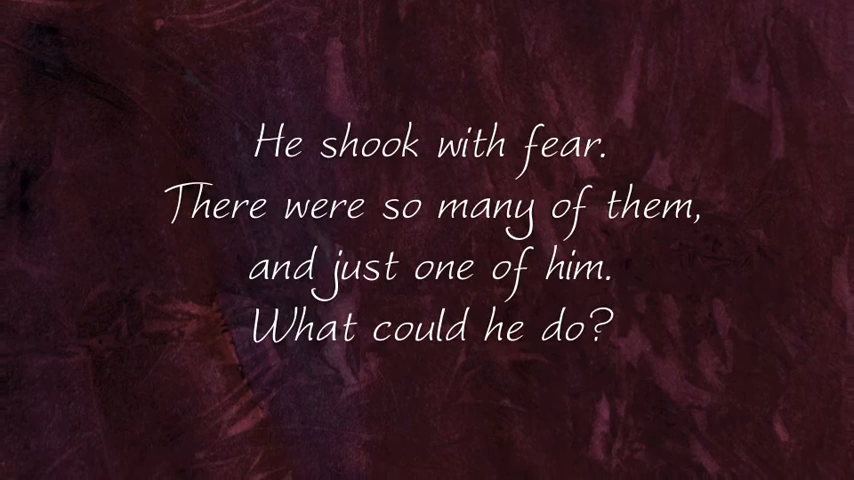 He shook with fear.
There were so many of them,
and just one of him.
What could he do?